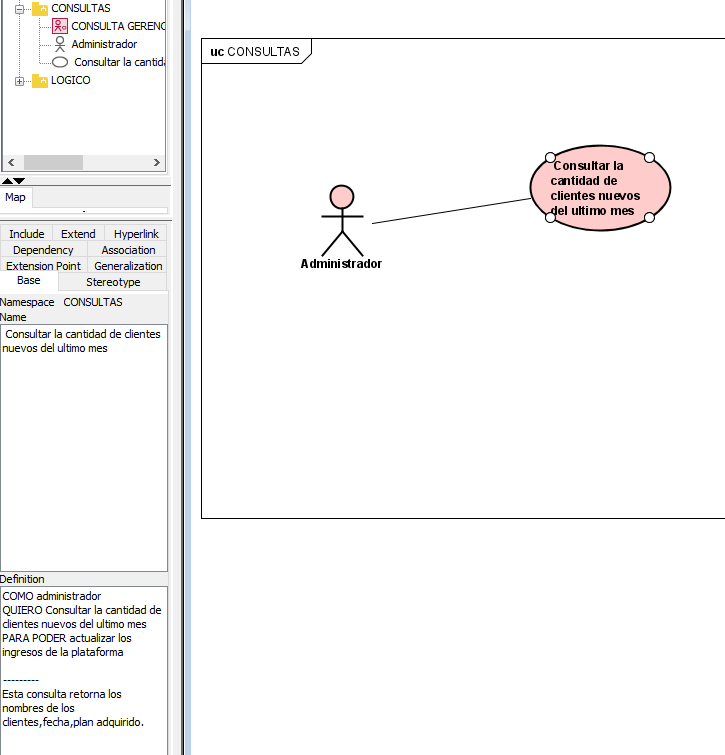 CONSULTAS
CONSULTA GERENC
Administrador
Consultar la cantida
LOGICO
Map
Include Extend Hyperlink
Dependency Association
Extension Point Generalization
Base Stereotype
Namespace CONSULTAS
Name
Consultar la cantidad de clientes
nuevos del ultimo mes
Definition
COMO administrador
QUIERO Consultar la cantidad de
clientes nuevos del ultimo mes
PARA PODER actualizar los
ingresos de la plataforma
---------
Esta consulta retorna los
nombres de los
clientes,fecha,plan adquirido.
uc CONSULTAS
Administrador
Consultar la
cantidad de
clientes nuevos
del ultimo mes